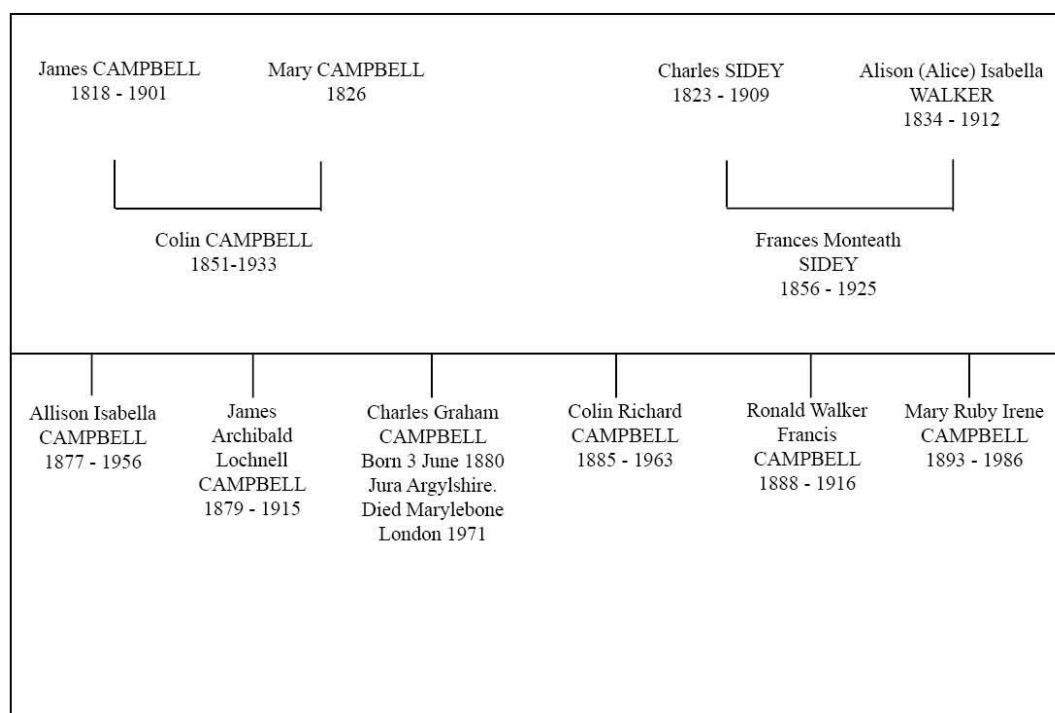 James CAMPBELL
1818 - 1901
Mary CAMPBELL
1826
Charles SIDEY
1823 - 1909
Alison (Alice) Isabella
WALKER
1834 - 1912
Colin CAMPBELL
1851-1933
Frances Monteath
SIDEY
1856 - 1925
Allison Isabella
CAMPBELL
1877 - 1956
James
Archibald
Lochnell
CAMPBELL
1879 - 1915
Charles Graham
CAMPBELL
Born 3 June 1880
Jura Argylshire.
Died Marylebone
London 1971
Colin Richard
CAMPBELL
1885 - 1963
Ronald Walker
Francis
CAMPBELL
1888 - 1916
Mary Ruby Irene
CAMPBELL
1893 - 1986